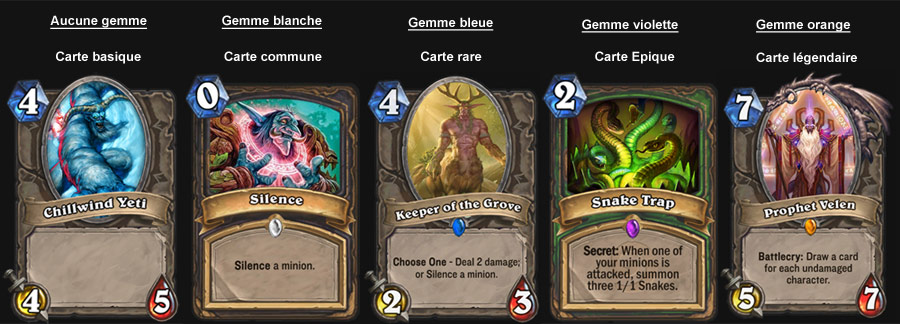 Aucune gemme
Carte basique
4
Chillwind Yeti
4
5
Gemme blanche
Carte commune
0
Silence
Silence a minion.
Gemme bleue
Carte rare
4
Keeper of the Grove
Choose One - Deal 2 damage;
or Silence a minion.
2
3
Gemme violette
Carte Epique
2
Snake Trap
Secret: When one of
your minions is
attacked, summon
three 1/1 Snakes.
Gemme orange
Carte légendaire
7
Prophet Velen
Battlecry: Draw a card
for each undamaged
character.
5
7